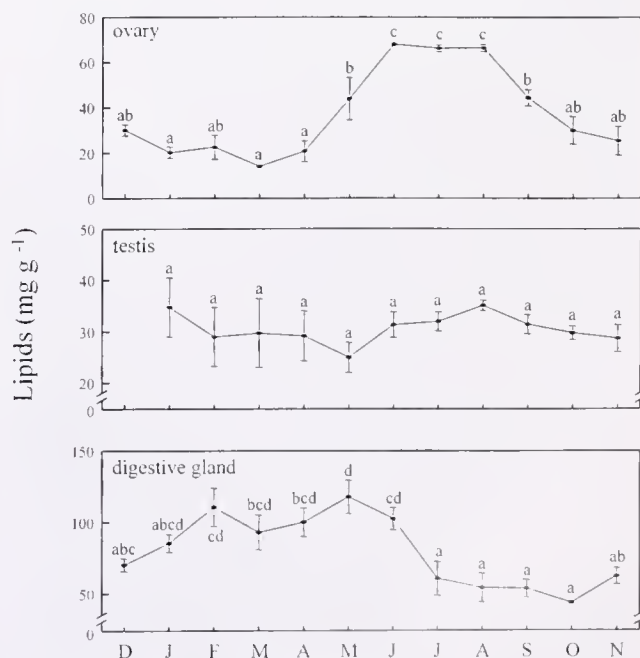 Lipids (mg g -1)
80
ovary
60
40
20
0
ab
a
ab
a
a
b
c
c
c
b
ab
ab
50
testis
40
30
20
0
a
a
a
a
a
a
a
a
a
a
a
150
digestive gland
100
50
0
abc
abcd
cd
bcd
bcd
d
cd
a
a
a
a
ab
D J F M A M J J A S O N